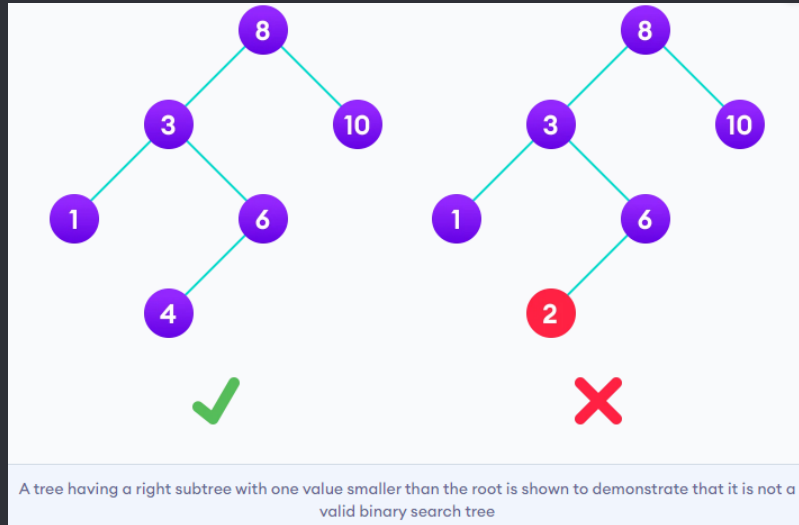 8 8
3 10 3 10
1 6 1 6
4 2
A tree having a right subtree with one value smaller than the root is shown to demonstrate that it is not a
valid binary search tree